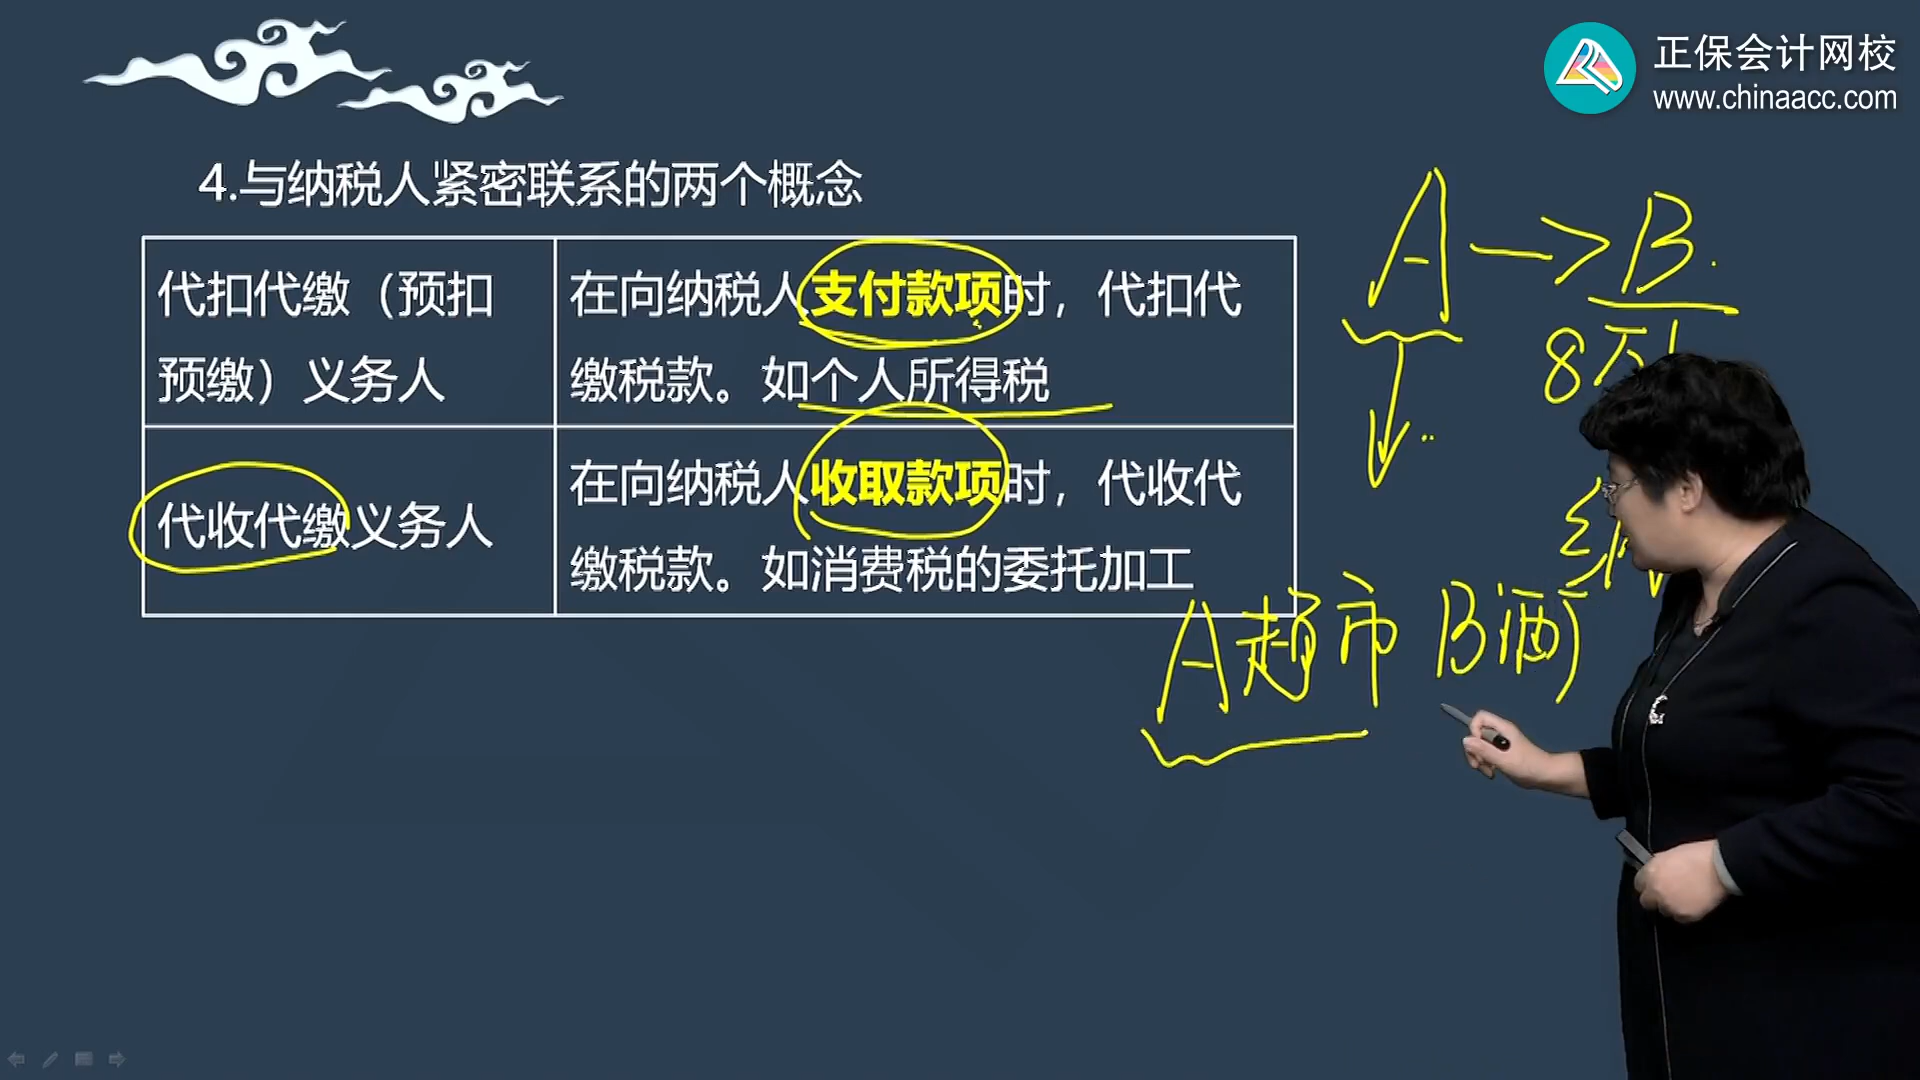 正保会计网校
www.chinaacc.com
4.与纳税人紧密联系的两个概念
代扣代缴（预扣
预缴）义务人
在向纳税人支付款项时，代扣代
缴税款。如个人所得税
代收代缴义务人
在向纳税人收取款项时，代收代
缴税款。如消费税的委托加工
A → B
8万
A超市 B酒厂